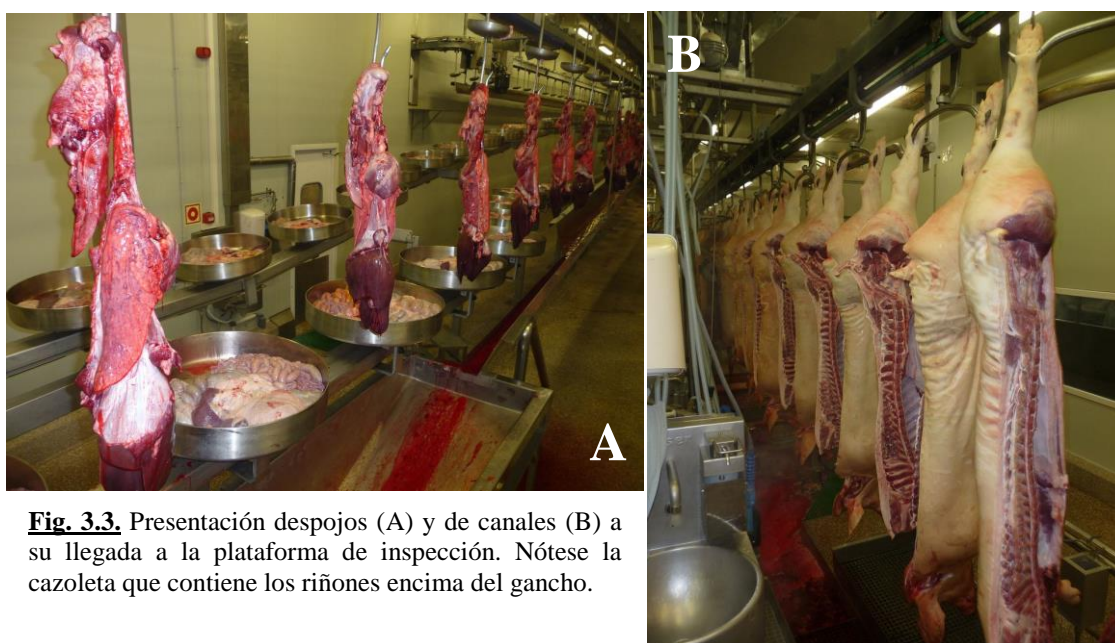 A
B
Fig. 3.3. Presentación despojos (A) y de canales (B) a
su llegada a la plataforma de inspección. Nótese la
cazoleta que contiene los riñones encima del gancho.